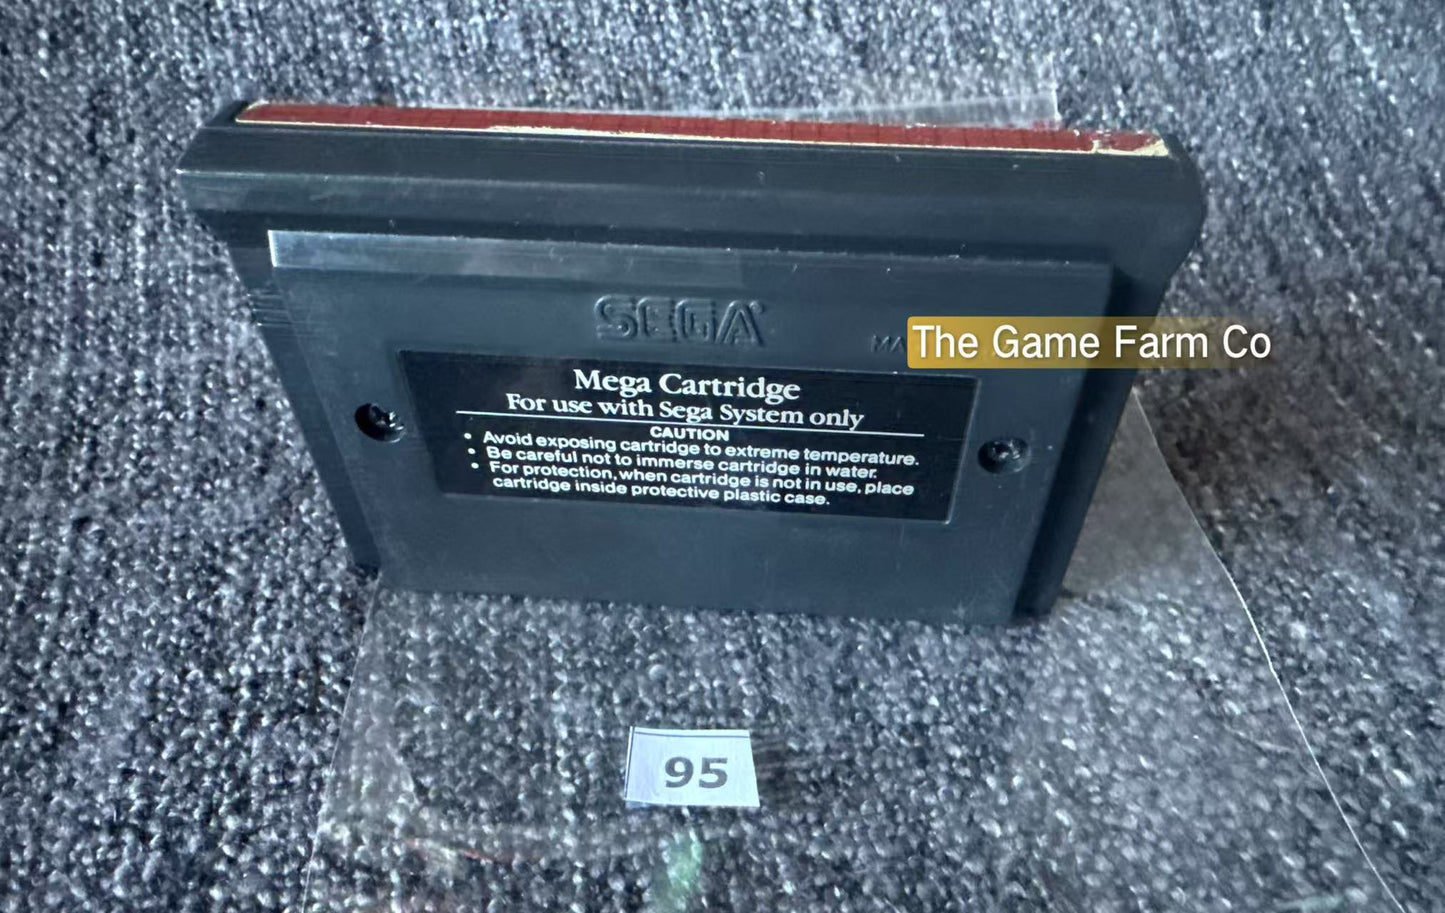 SEGA
The Game Farm Co
Mega Cartridge
For use with Sega System only
CAUTION
• Avoid exposing cartridge to extreme temperature.
• Be careful not to immerse cartridge in water.
• For protection, when cartridge is not in use, place
cartridge inside protective plastic case.
95